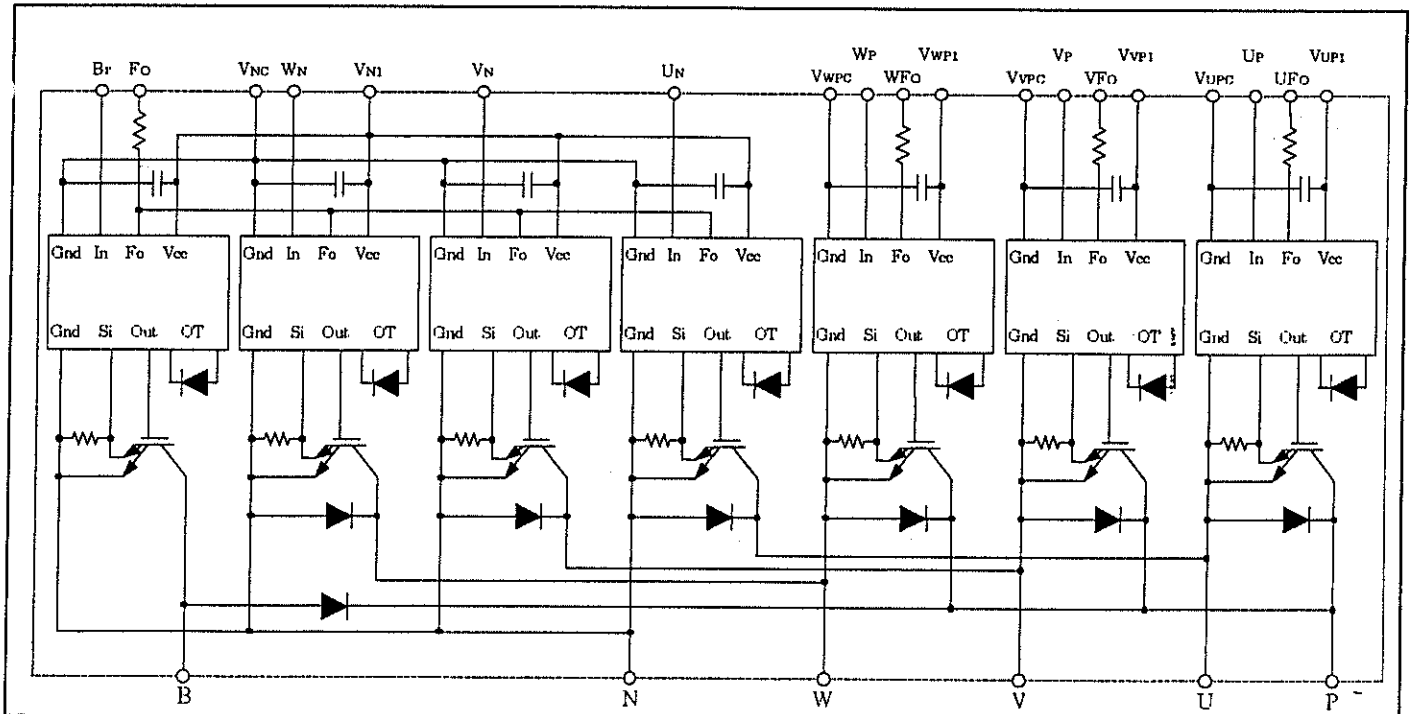 WP VWP1 VP VVP1 UP VUP1
Br FO VNC WN VN1 VN UN VWPC WFO VVPC VFO VUPC UFO
Gnd In Fo Vcc Gnd In Fo Vcc Gnd In Fo Vcc Gnd In Fo Vcc Gnd In Fo Vcc Gnd In Fo Vcc Gnd In Fo Vcc
Gnd Si Out OT Gnd Si Out OT Gnd Si Out OT Gnd Si Out OT Gnd Si Out OT Gnd Si Out OT Gnd Si Out OT
B N W V U P